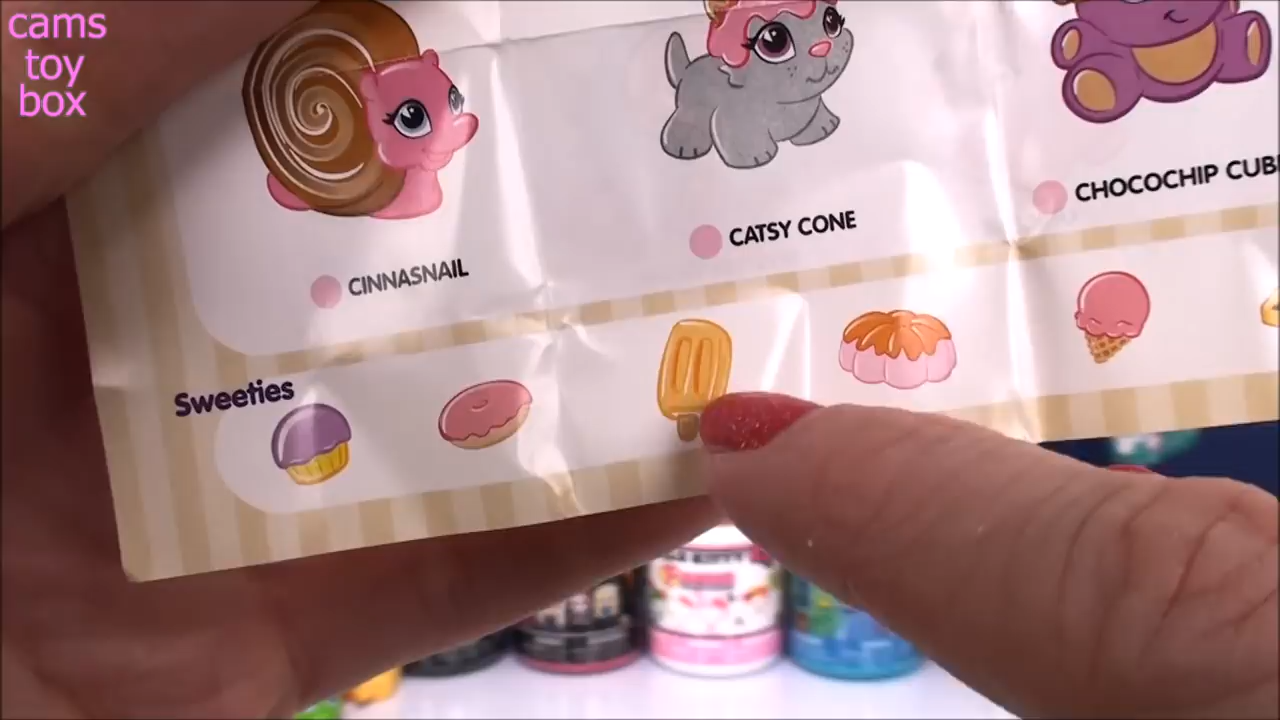 cams
toy
box
CHOCOCHIP CUB
CATSY CONE
CINNASNAIL
Sweeties